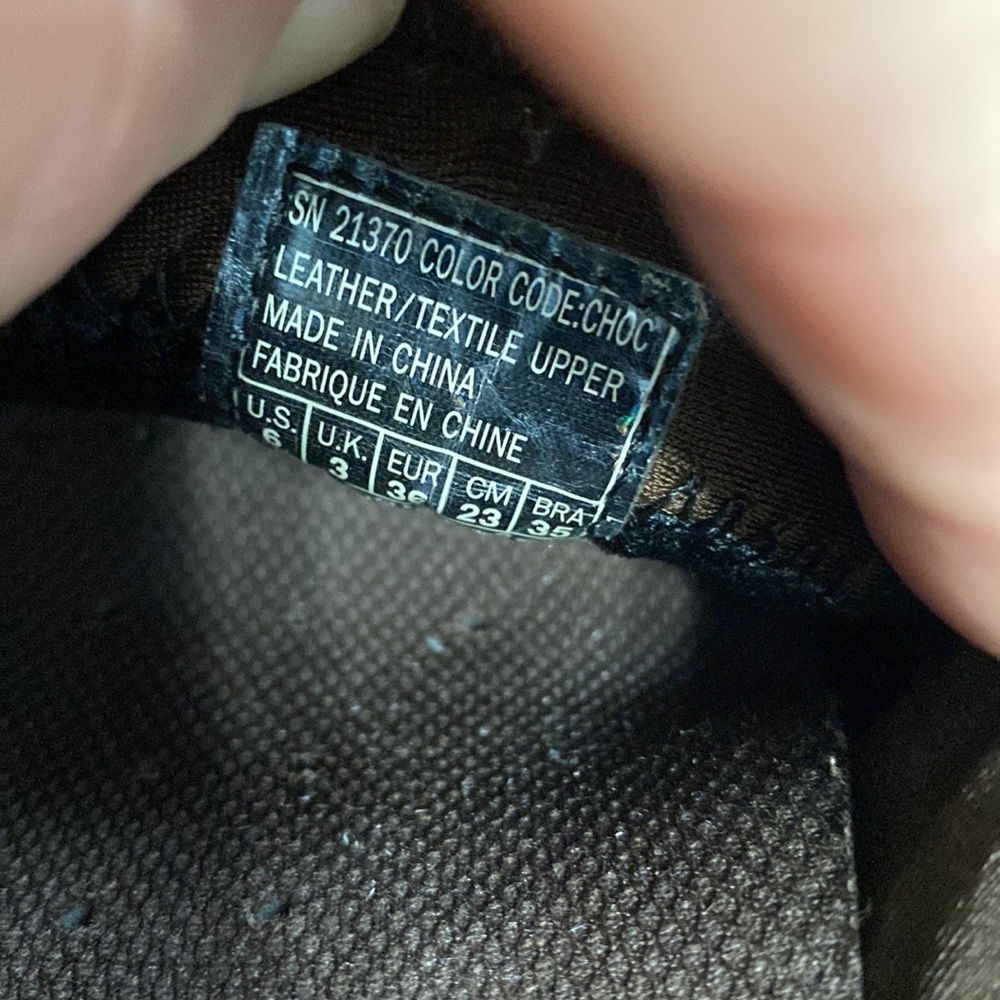 SN 21370 COLOR CODE:CHOC
LEATHER/TEXTILE UPPER
MADE IN CHINA
FABRIQUE EN CHINE
U.S. U.K. EUR CM BRA
6 3 36 23 35